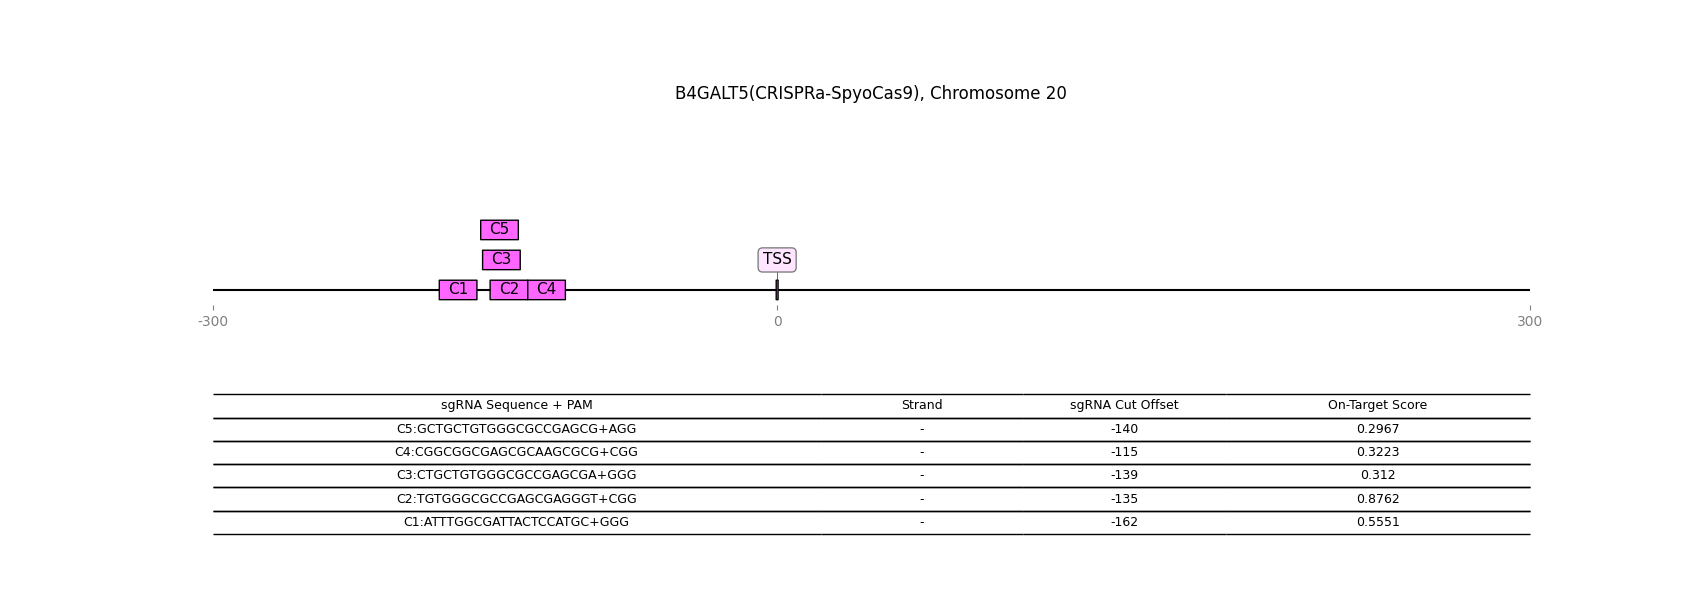 B4GALT5(CRISPRa-SpyoCas9), Chromosome 20
C5
C3 TSS
C1 C2 C4
-300 0 300
sgRNA Sequence + PAM Strand sgRNA Cut Offset On-Target Score
C5:GCTGCTGTGGGCGCCGAGCG+AGG - -140 0.2967
C4:CGGCGGCGAGCGCAAGCGCG+CGG - -115 0.3223
C3:CTGCTGTGGGCGCCGAGCGA+GGG - -139 0.312
C2:TGTGGGCGCCGAGCGAGGGT+CGG - -135 0.8762
C1:ATTTGGCGATTACTCCATGC+GGG - -162 0.5551